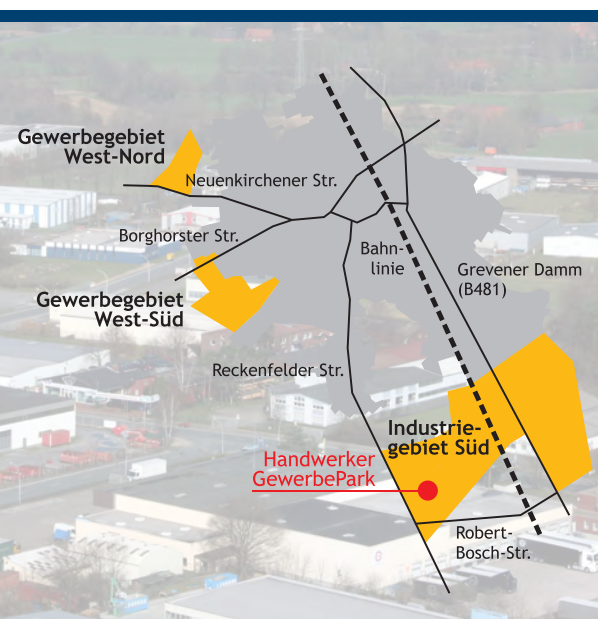 Gewerbegebiet
West-Nord
Neuenkirchener Str.
Borghorster Str.
Bahn-
linie
Grevener Damm
(B481)
Gewerbegebiet
West-Süd
Reckenfelder Str.
Industrie-
gebiet Süd
Handwerker
GewerbePark
Robert-
Bosch-Str.